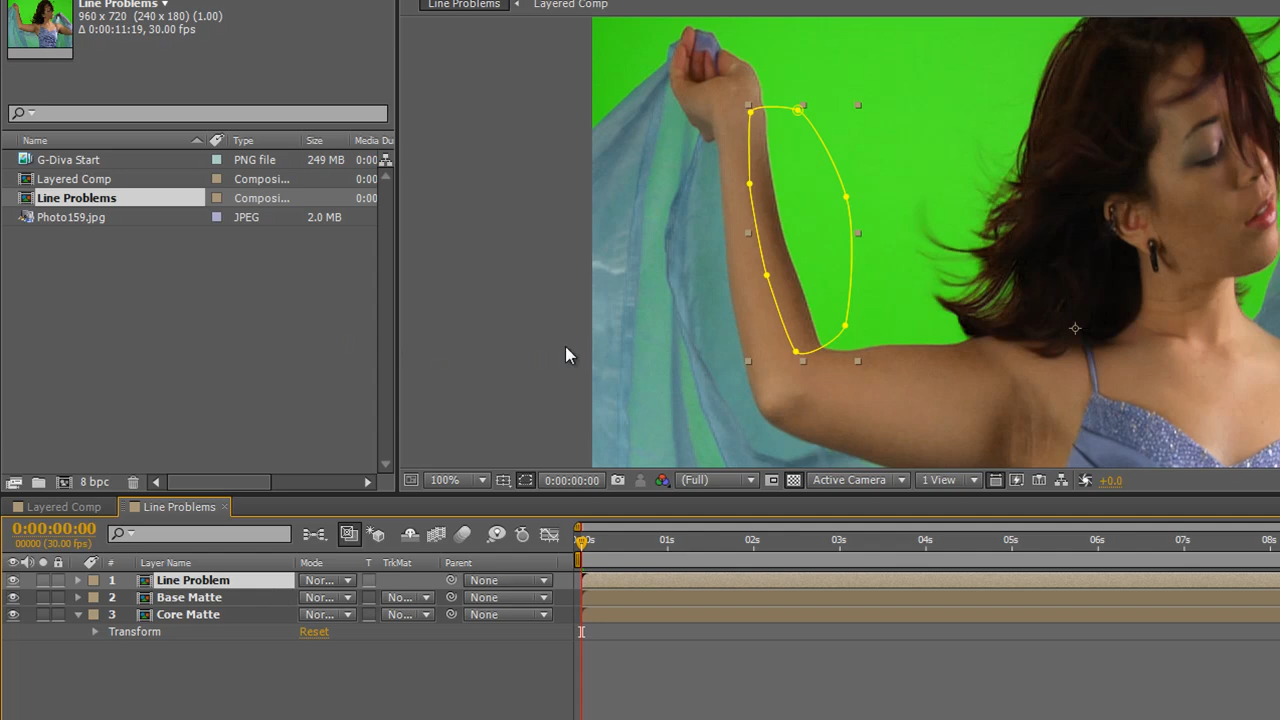 Line Problems
960 x 720 (240 x 180) (1.00)
Δ 0:00:11:19, 30.00 fps
Line Problems Layered Comp
Name Type Size Media Du
G-Diva Start PNG file 249 MB 0:00
Layered Comp Composi... 0:00
Line Problems Composi... 0:00
Photo159.jpg JPEG 2.0 MB
8 bpc
100% 0:00:00:00 (Full) Active Camera 1 View +0.0
Layered Comp Line Problems
0:00:00:00
00000 (30.00 fps)
00s 01s 02s 03s 04s 05s 06s 07s 08s
# Layer Name Mode T TrkMat Parent
1 Line Problem Nor... None
2 Base Matte Nor... No... None
3 Core Matte Nor... No... None
Transform Reset